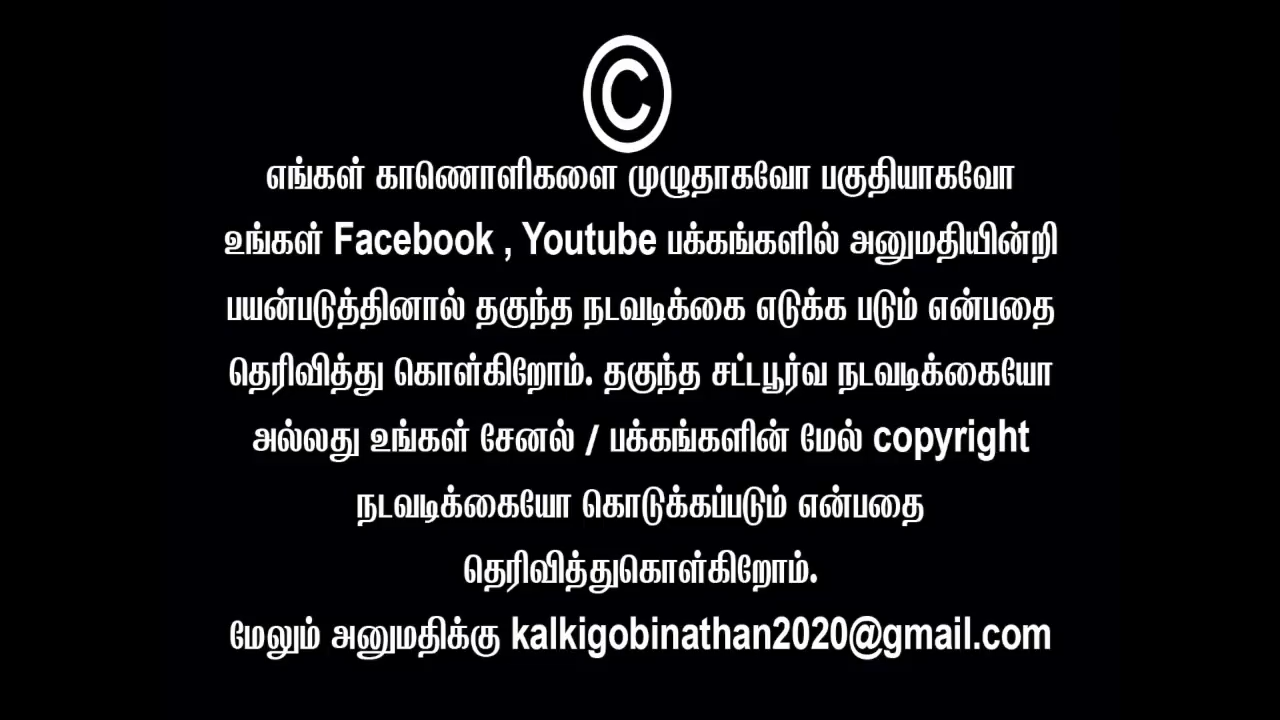 ©
எங்கள் காணொளிகளை முழுதாகவோ பகுதியாகவோ
உங்கள் Facebook , Youtube பக்கங்களில் அனுமதியின்றி
பயன்படுத்தினால் தகுந்த நடவடிக்கை எடுக்க படும் என்பதை
தெரிவித்து கொள்கிறோம். தகுந்த சட்டபூர்வ நடவடிக்கையோ
அல்லது உங்கள் சேனல் / பக்கங்களின் மேல் copyright
நடவடிக்கையோ கொடுக்கப்படும் என்பதை
தெரிவித்துகொள்கிறோம்.
மேலும் அனுமதிக்கு kalkigobinathan2020@gmail.com